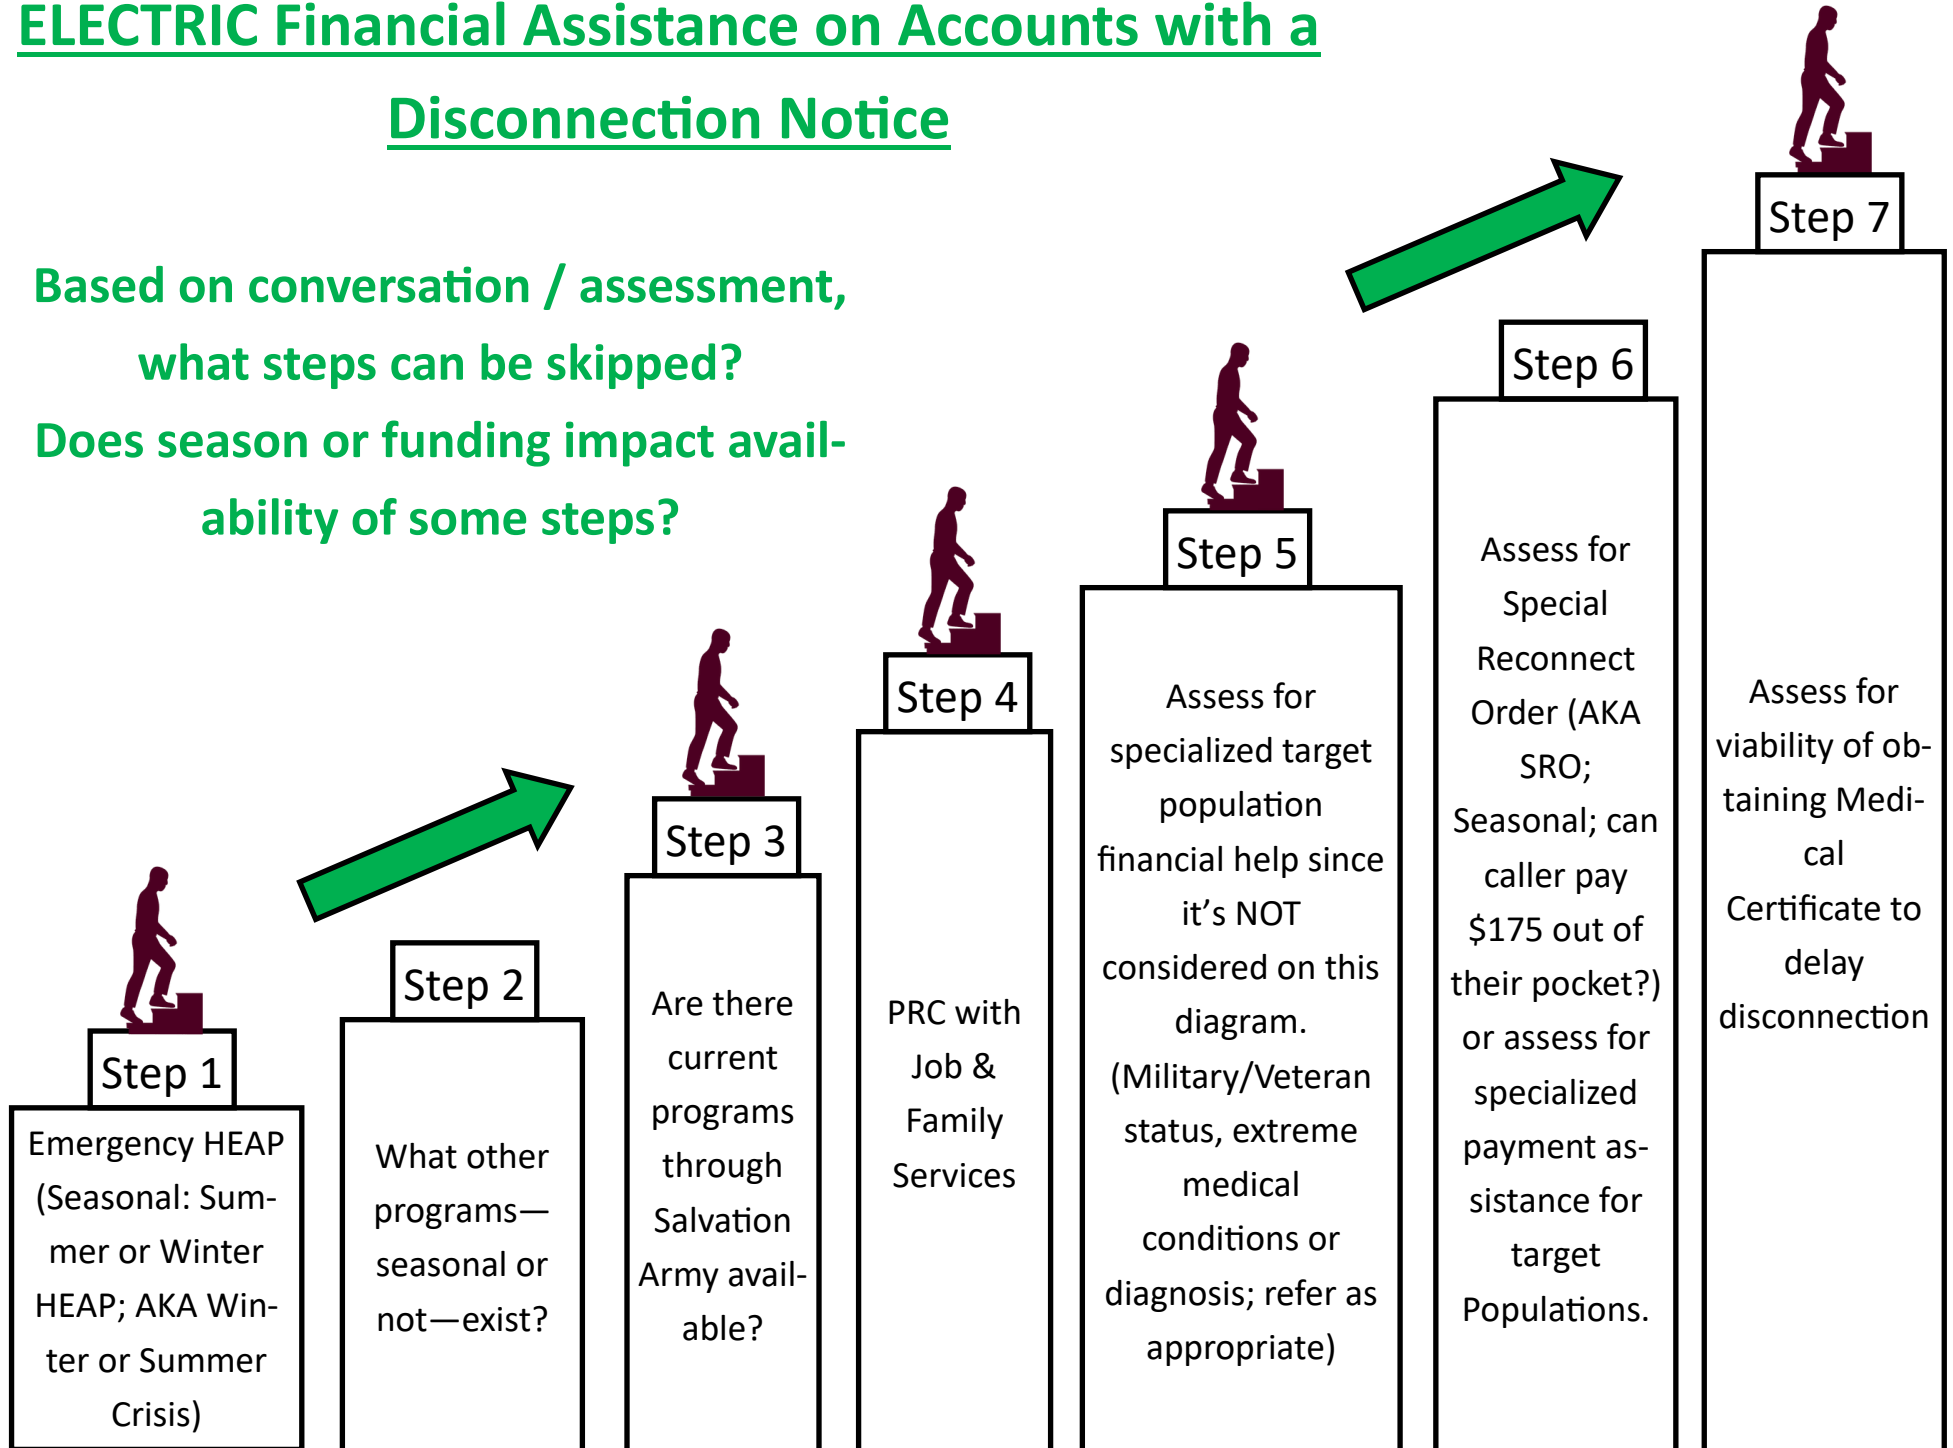 ELECTRIC Financial Assistance on Accounts with a
Disconnection Notice
Based on conversation / assessment,
what steps can be skipped?
Does season or funding impact avail-
ability of some steps?
Step 1
Emergency HEAP
(Seasonal: Sum-
mer or Winter
HEAP; AKA Win-
ter or Summer
Crisis)
Step 2
What other
programs—
seasonal or
not—exist?
Step 3
Are there
current
programs
through
Salvation
Army avail-
able?
Step 4
PRC with
Job &
Family
Services
Step 5
Assess for
specialized target
population
financial help since
it’s NOT
considered on this
diagram.
(Military/Veteran
status, extreme
medical
conditions or
diagnosis; refer as
appropriate)
Step 6
Assess for
Special
Reconnect
Order (AKA
SRO;
Seasonal; can
caller pay
$175 out of
their pocket?)
or assess for
specialized
payment as-
sistance for
target
Populations.
Step 7
Assess for
viability of ob-
taining Medi-
cal
Certificate to
delay
disconnection